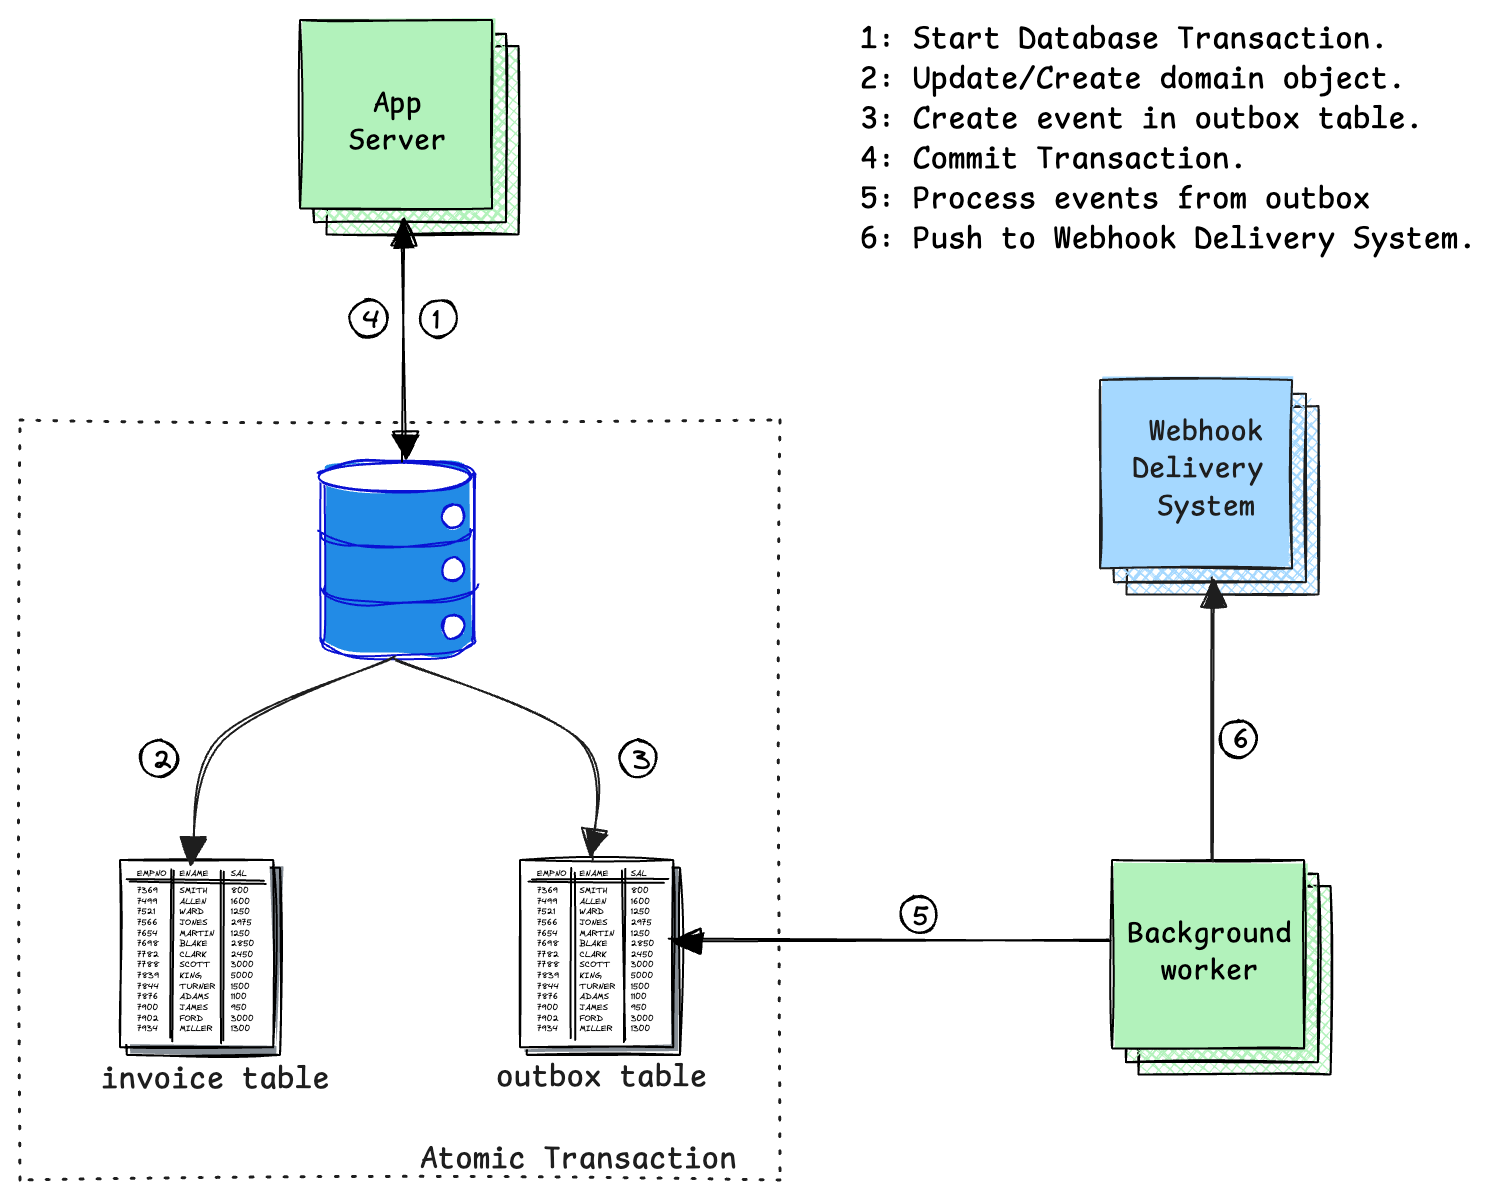 App
Server
1: Start Database Transaction.
2: Update/Create domain object.
3: Create event in outbox table.
4: Commit Transaction.
5: Process events from outbox
6: Push to Webhook Delivery System.
4 1
Webhook
Delivery
System
2 3
6
EMPNO ENAME SAL
7369 SMITH 800
7499 ALLEN 1600
7521 WARD 1250
7566 JONES 2975
7654 MARTIN 1250
7698 BLAKE 2850
7782 CLARK 2450
7788 SCOTT 3000
7839 KING 5000
7844 TURNER 1500
7876 ADAMS 1100
7900 JAMES 950
7902 FORD 3000
7934 MILLER 1300
invoice table
EMPNO ENAME SAL
7369 SMITH 800
7499 ALLEN 1600
7521 WARD 1250
7566 JONES 2975
7654 MARTIN 1250
7698 BLAKE 2850
7782 CLARK 2450
7788 SCOTT 3000
7839 KING 5000
7844 TURNER 1500
7876 ADAMS 1100
7900 JAMES 950
7902 FORD 3000
7934 MILLER 1300
outbox table
5
Background
worker
Atomic Transaction